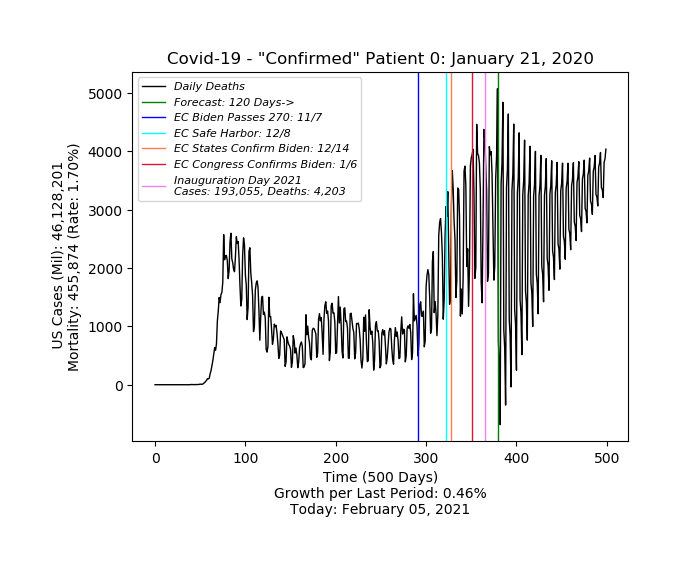 Covid-19 - "Confirmed" Patient 0: January 21, 2020
Daily Deaths
Forecast: 120 Days->
EC Biden Passes 270: 11/7
EC Safe Harbor: 12/8
EC States Confirm Biden: 12/14
EC Congress Confirms Biden: 1/6
Inauguration Day 2021
Cases: 193,055, Deaths: 4,203
US Cases (Mil): 46,128,201
Mortality: 455,874 (Rate: 1.70%)
5000
4000
3000
2000
1000
0
0 100 200 300 400 500
Time (500 Days)
Growth per Last Period: 0.46%
Today: February 05, 2021